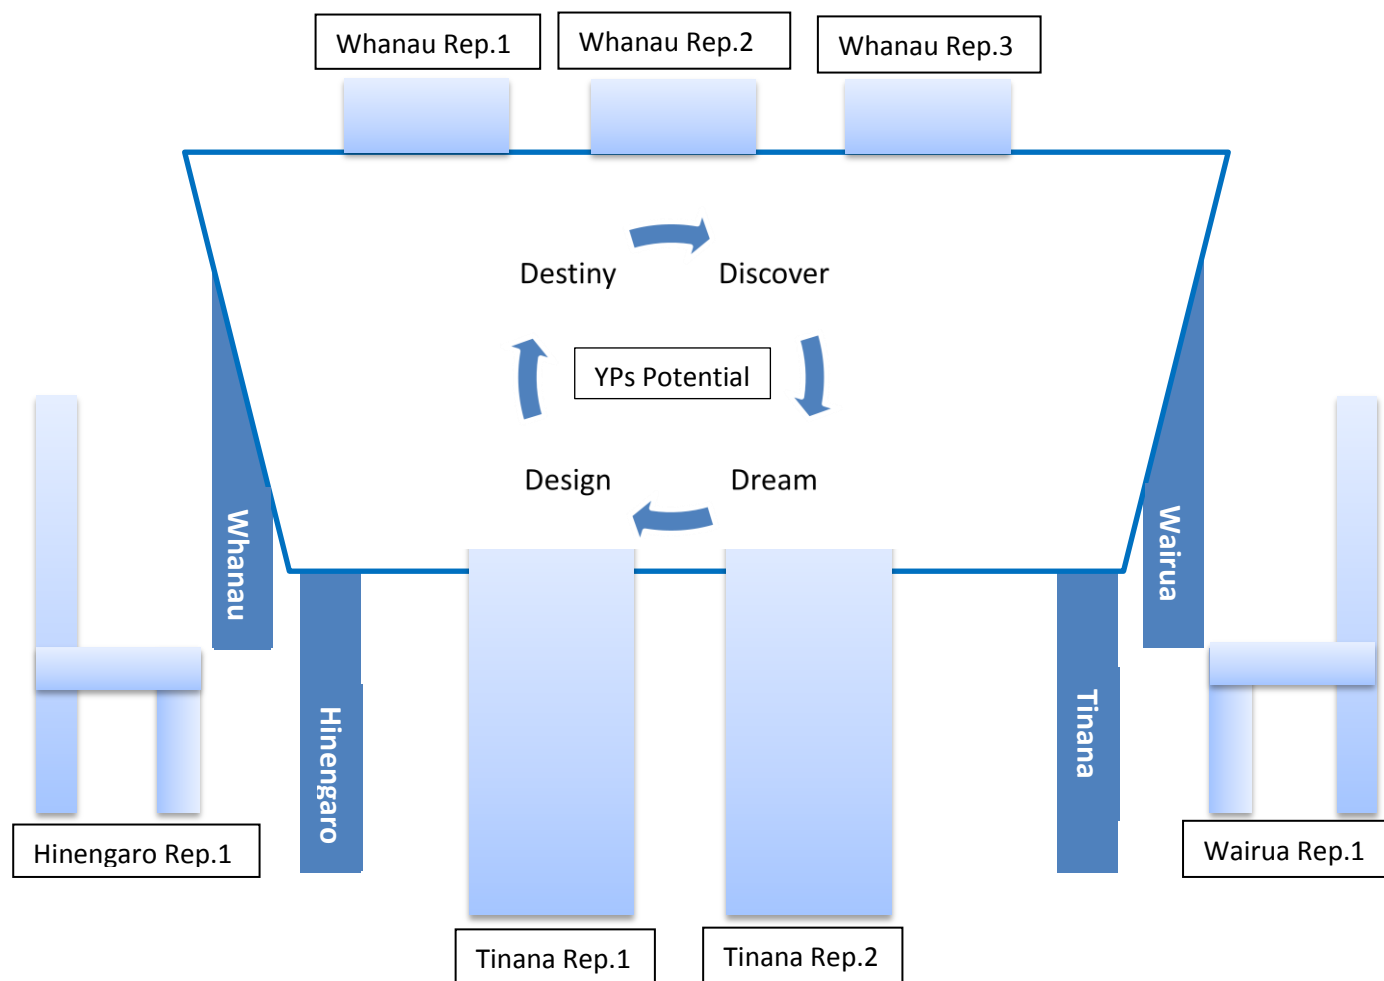 Whanau Rep.1
Whanau Rep.2
Whanau Rep.3
Destiny
Discover
YPs Potential
Design
Dream
Whanau
Wairua
Hinengaro
Tinana
Hinengaro Rep.1
Wairua Rep.1
Tinana Rep.1
Tinana Rep.2